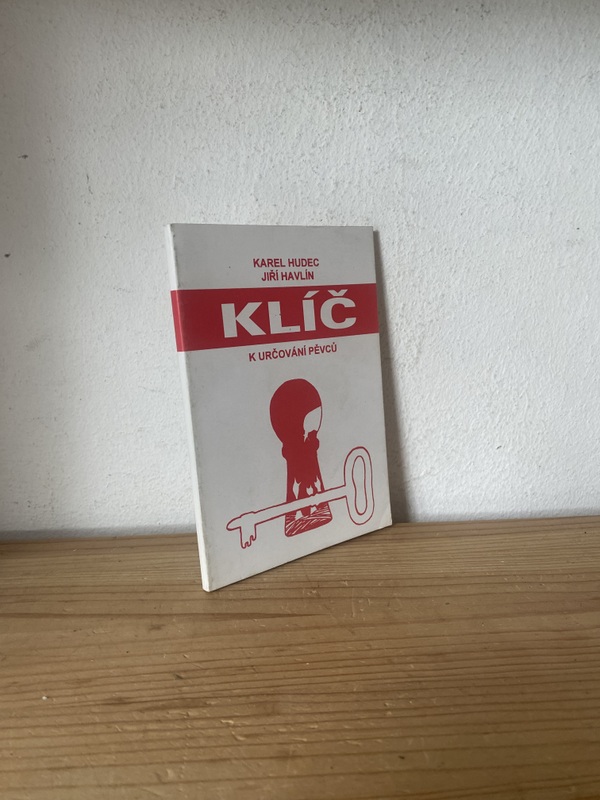 KAREL HUDEC
JIŘÍ HAVLÍN
KLÍČ
K URČOVÁNÍ PĚVCŮ